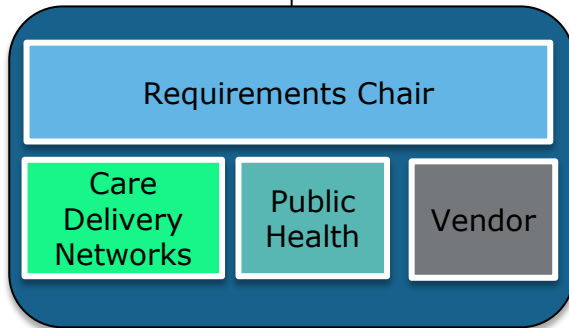 Requirements Chair
Care
Delivery
Networks
Public
Health
Vendor